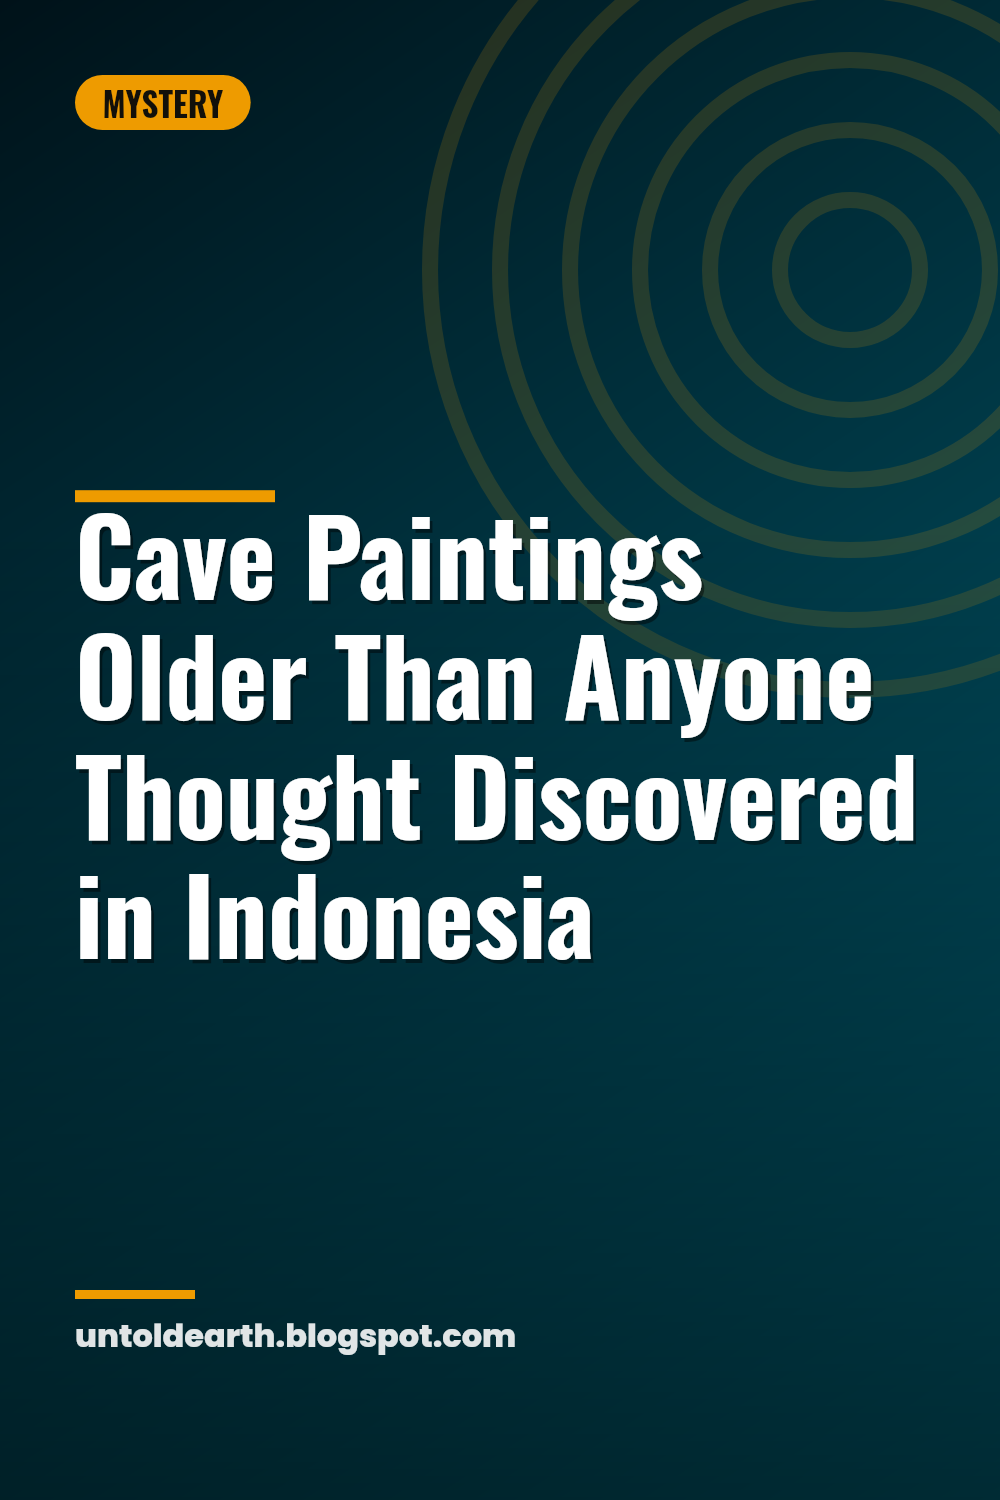 MYSTERY
Cave Paintings
Older Than Anyone
Thought Discovered
in Indonesia
untoldearth.blogspot.com